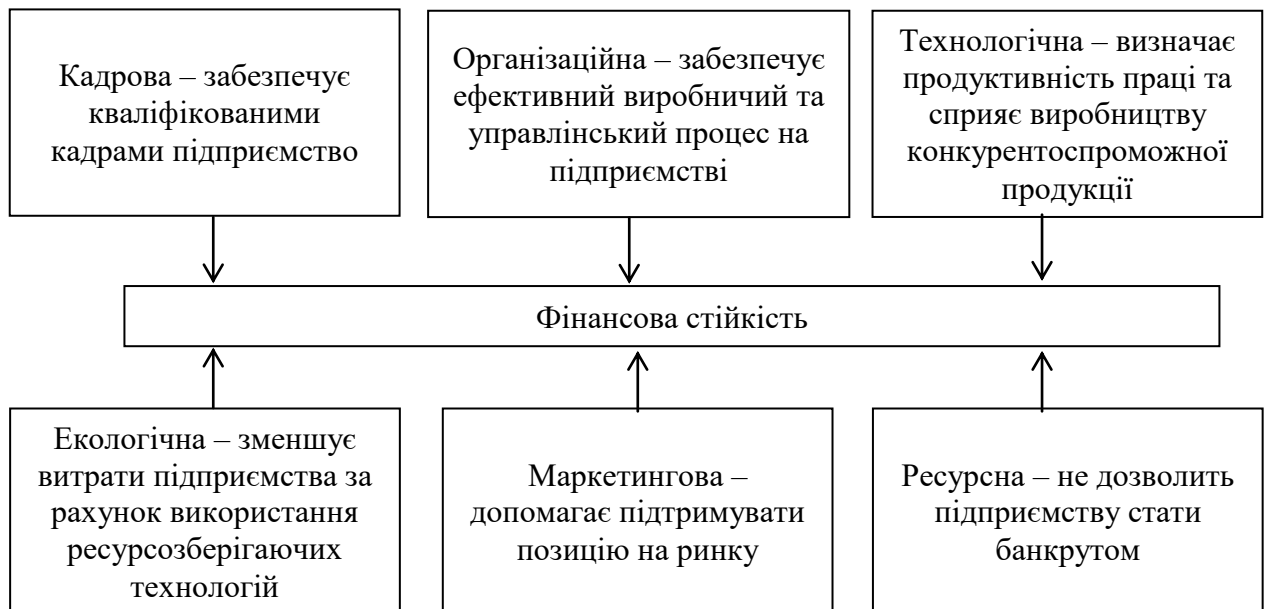 Кадрова – забезпечує
кваліфікованими
кадрами підприємство
Організаційна – забезпечує
ефективний виробничий та
управлінський процес на
підприємстві
Технологічна – визначає
продуктивність праці та
сприяє виробництву
конкурентоспроможної
продукції
Фінансова стійкість
Екологічна – зменшує
витрати підприємства за
рахунок використання
ресурсозберігаючих
технологій
Маркетингова –
допомагає підтримувати
позицію на ринку
Ресурсна – не дозволить
підприємству стати
банкрутом